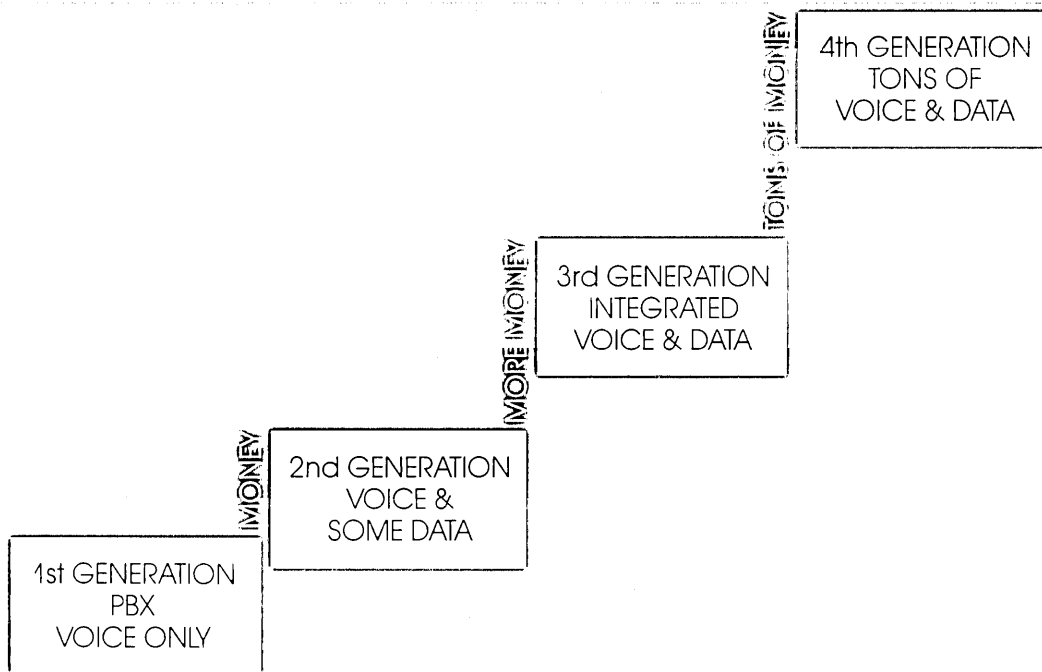 4th GENERATION
TONS OF
VOICE & DATA
TONS OF MONEY
3rd GENERATION
INTEGRATED
VOICE & DATA
MORE MONEY
2nd GENERATION
VOICE &
SOME DATA
MONEY
1st GENERATION
PBX
VOICE ONLY